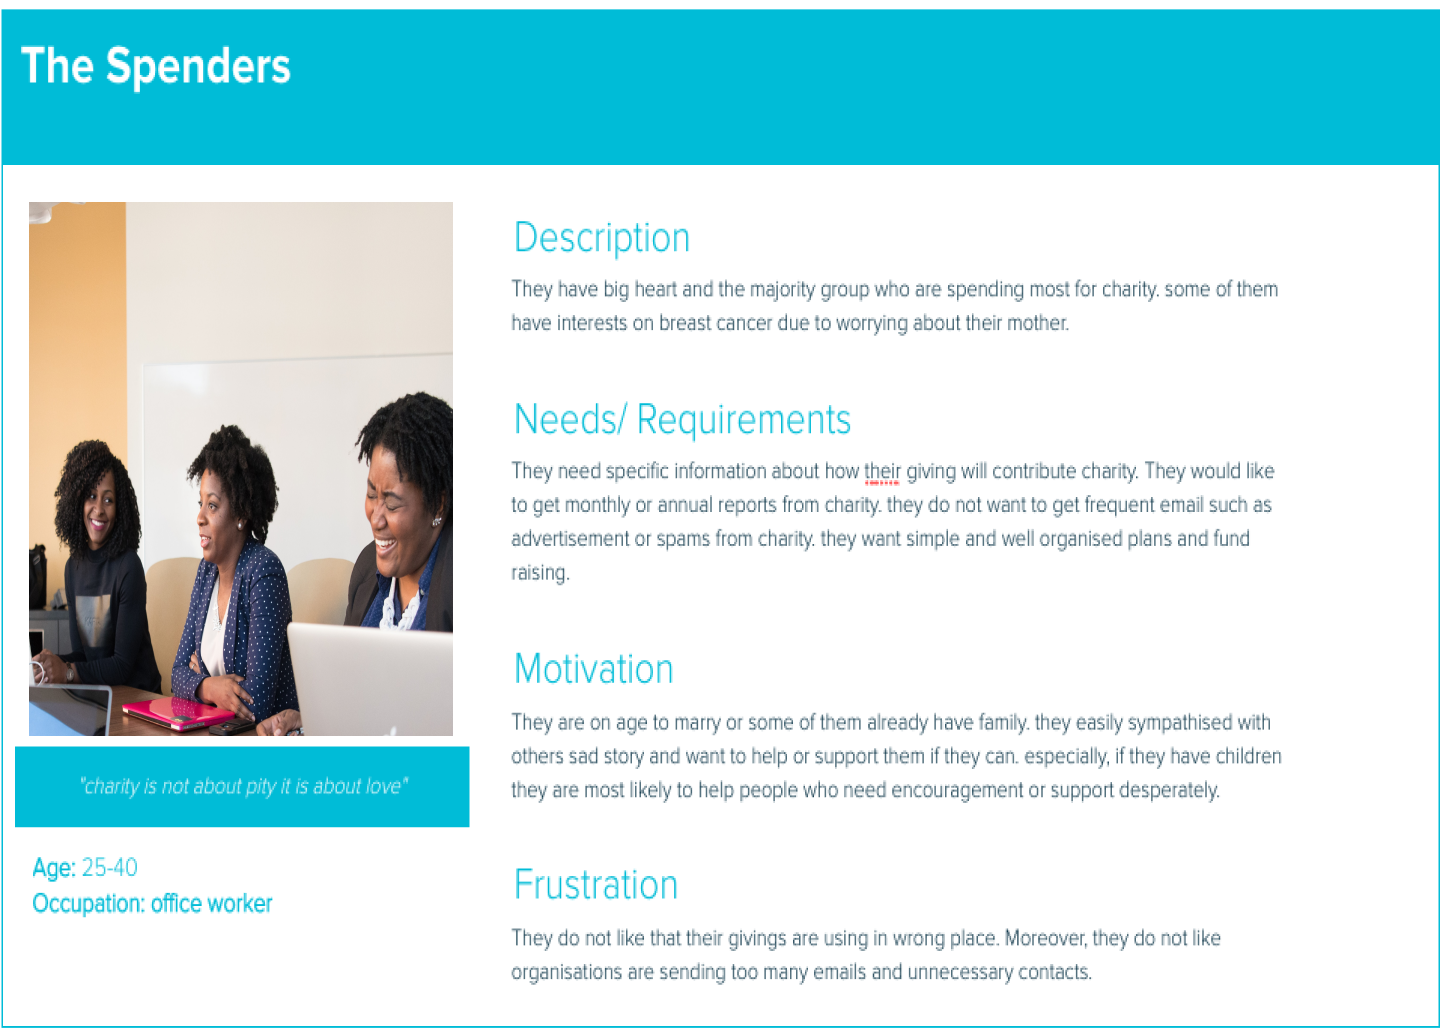 The Spenders
"charity is not about pity it is about love"
Age: 25-40
Occupation: office worker
Description
They have big heart and the majority group who are spending most for charity. some of them
have interests on breast cancer due to worrying about their mother.
Needs/ Requirements
They need specific information about how their giving will contribute charity. They would like
to get monthly or annual reports from charity. they do not want to get frequent email such as
advertisement or spams from charity. they want simple and well organised plans and fund
raising.
Motivation
They are on age to marry or some of them already have family. they easily sympathised with
others sad story and want to help or support them if they can. especially, if they have children
they are most likely to help people who need encouragement or support desperately.
Frustration
They do not like that their givings are using in wrong place. Moreover, they do not like
organisations are sending too many emails and unnecessary contacts.